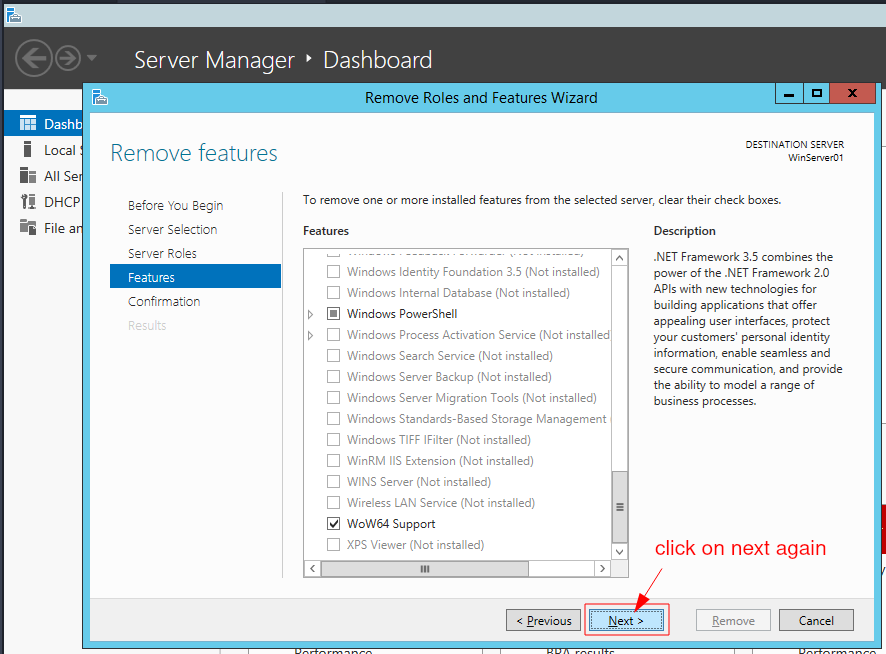 Server Manager ‣ Dashboard
Remove Roles and Features Wizard
Dashb
Local
All Ser
DHCP
File an
Remove features
DESTINATION SERVER
WinServer01
Before You Begin
Server Selection
Server Roles
Features
Confirmation
Results
To remove one or more installed features from the selected server, clear their check boxes.
Features
Windows Identity Foundation 3.5 (Not installed)
Windows Internal Database (Not installed)
Windows PowerShell
Windows Process Activation Service (Not installed
Windows Search Service (Not installed)
Windows Server Backup (Not installed)
Windows Server Migration Tools (Not installed)
Windows Standards-Based Storage Management
Windows TIFF IFilter (Not installed)
WinRM IIS Extension (Not installed)
WINS Server (Not installed)
Wireless LAN Service (Not installed)
WoW64 Support
XPS Viewer (Not installed)
Description
.NET Framework 3.5 combines the
power of the .NET Framework 2.0
APIs with new technologies for
building applications that offer
appealing user interfaces, protect
your customers' personal identity
information, enable seamless and
secure communication, and provide
the ability to model a range of
business processes.
click on next again
< Previous
Next >
Remove
Cancel
Performance
BPA results
Performance